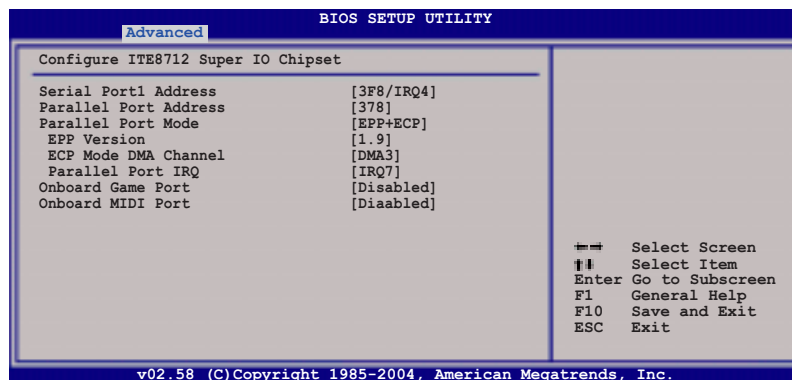 BIOS SETUP UTILITY
Advanced
Configure ITE8712 Super IO Chipset
Serial Port1 Address [3F8/IRQ4]
Parallel Port Address [378]
Parallel Port Mode [EPP+ECP]
EPP Version [1.9]
ECP Mode DMA Channel [DMA3]
Parallel Port IRQ [IRQ7]
Onboard Game Port [Disabled]
Onboard MIDI Port [Diaabled]
←→ Select Screen
↑↓ Select Item
Enter Go to Subscreen
F1 General Help
F10 Save and Exit
ESC Exit
v02.58 (C)Copyright 1985-2004, American Megatrends, Inc.